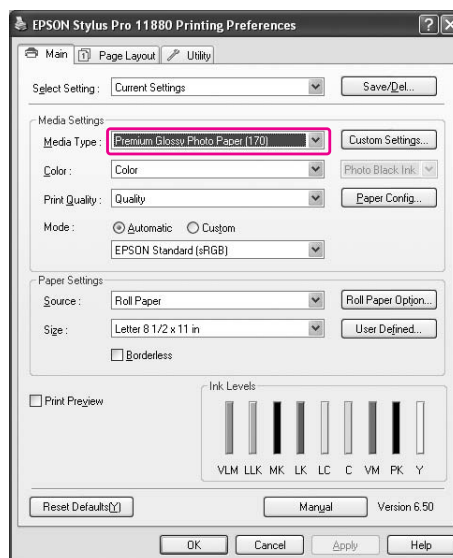 EPSON Stylus Pro 11880 Printing Preferences
Main Page Layout Utility
Select Setting : Current Settings Save/Del...
Media Settings
Media Type : Premium Glossy Photo Paper (170) Custom Settings...
Color : Color Photo Black Ink
Print Quality : Quality Paper Config...
Mode : Automatic Custom
EPSON Standard (sRGB)
Paper Settings
Source : Roll Paper Roll Paper Option...
Size : Letter 8 1/2 x 11 in User Defined...
Borderless
Print Preview
Ink Levels
VLM LLK MK LK LC C VM PK Y
Reset Defaults(Y) Manual Version 6.50
OK Cancel Apply Help